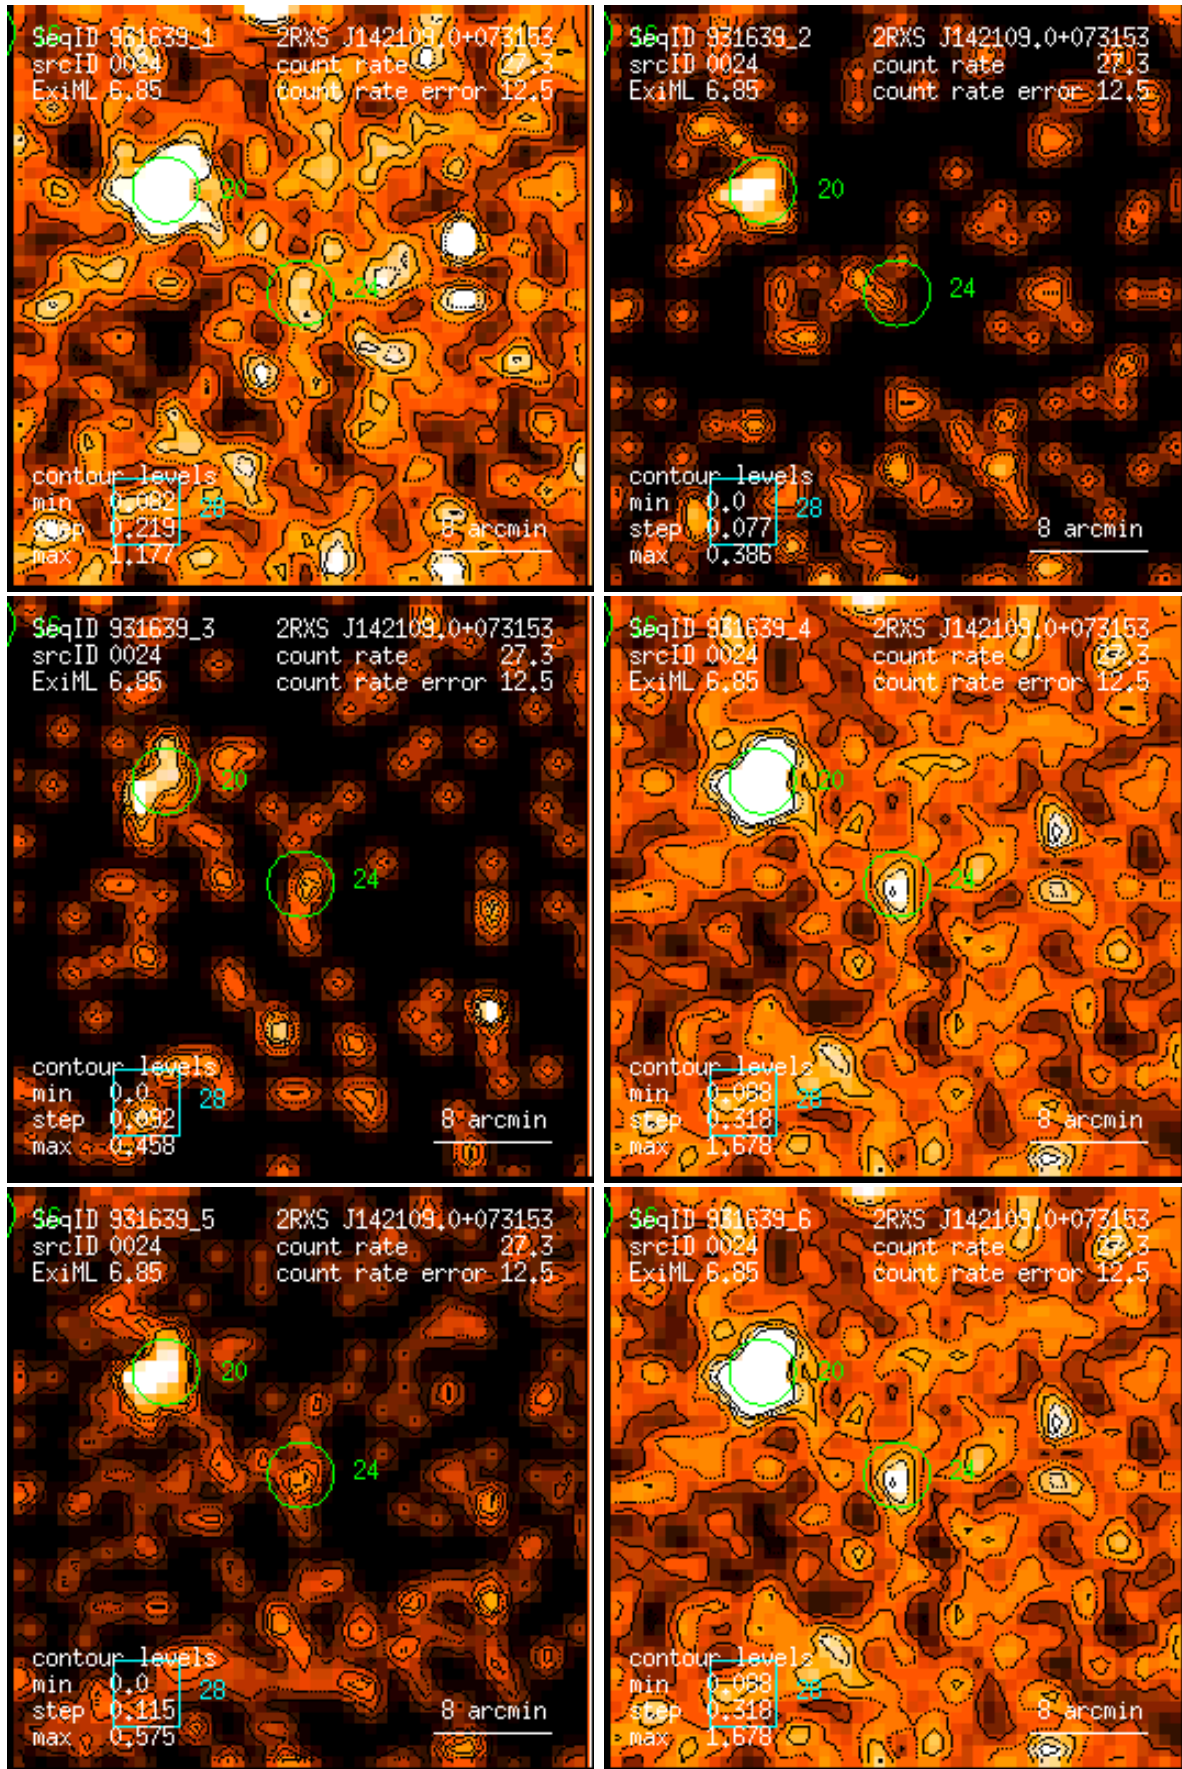 16
SeqID 931639_1 2RXS J142109.0+073153
srcID 0024 count rate 27.3
ExiML 6.85 count rate error 12.5
20
24
contour levels
min 0.082
28
step 0.219 8 arcmin
max 1.177
16
SeqID 931639_2 2RXS J142109.0+073153
srcID 0024 count rate 27.3
ExiML 6.85 count rate error 12.5
20
24
contour levels
min 0.0
28
step 0.077 8 arcmin
max 0.386
16
SeqID 931639_3 2RXS J142109.0+073153
srcID 0024 count rate 27.3
ExiML 6.85 count rate error 12.5
20
24
contour levels
min 0.0
28
step 0.092 8 arcmin
max 0.458
16
SeqID 931639_4 2RXS J142109.0+073153
srcID 0024 count rate 27.3
ExiML 6.85 count rate error 12.5
20
24
contour levels
min 0.068
28
step 0.318 8 arcmin
max 1.678
16
SeqID 931639_5 2RXS J142109.0+073153
srcID 0024 count rate 27.3
ExiML 6.85 count rate error 12.5
20
24
contour levels
min 0.0
28
step 0.115 8 arcmin
max 0.575
16
SeqID 931639_6 2RXS J142109.0+073153
srcID 0024 count rate 27.3
ExiML 6.85 count rate error 12.5
20
24
contour levels
min 0.068
28
step 0.318 8 arcmin
max 1.678